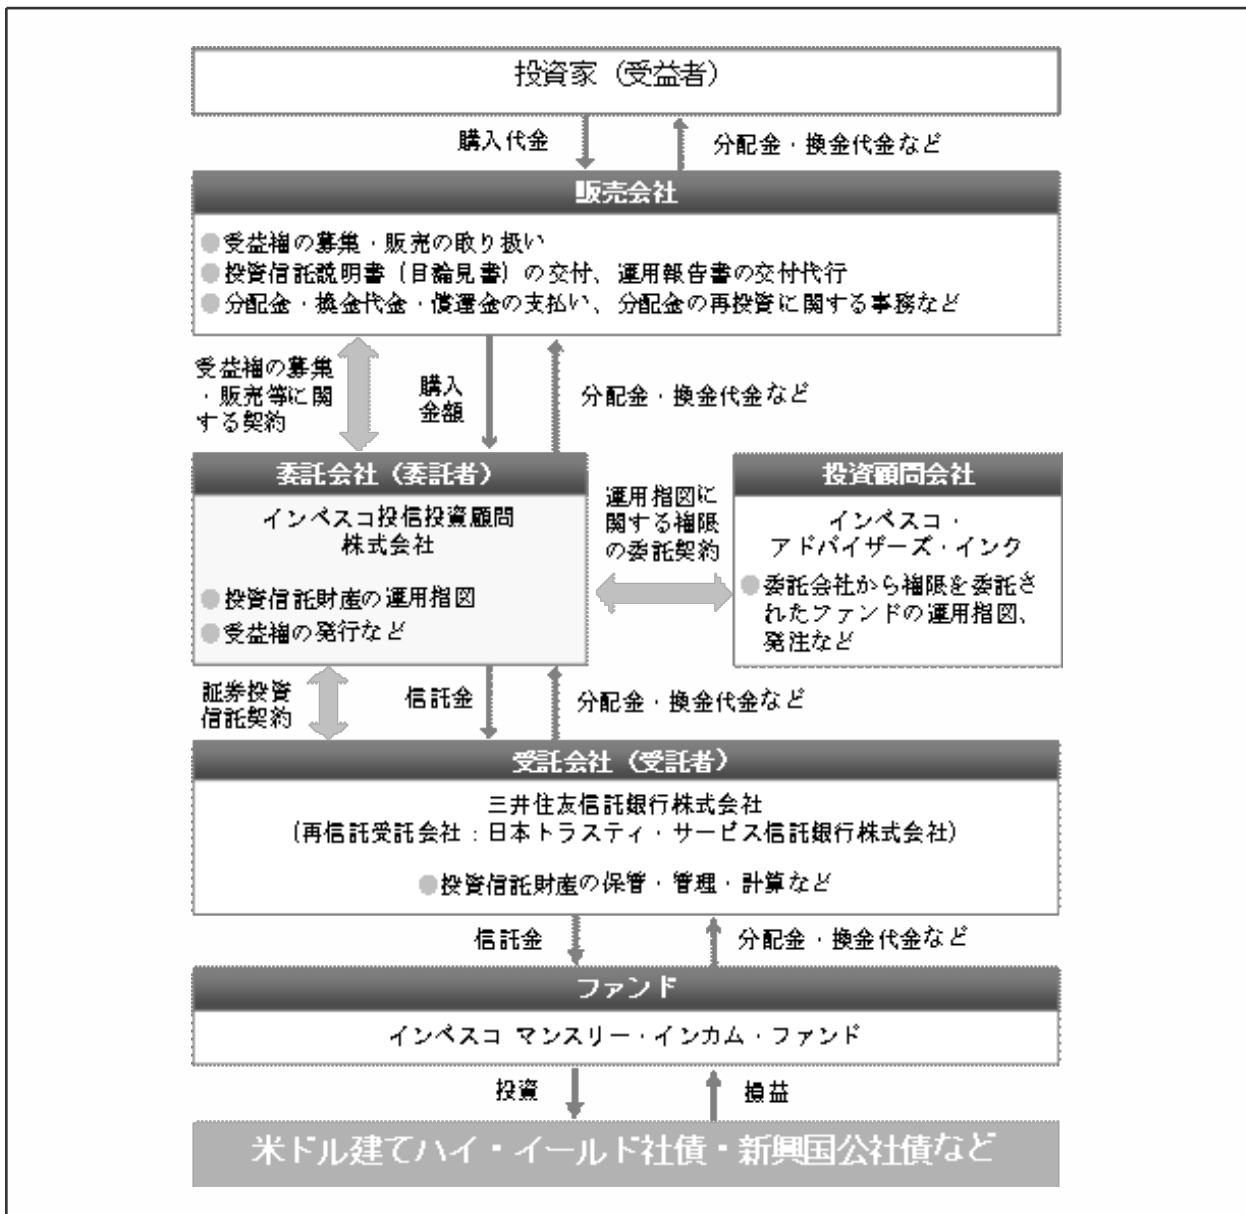 投資家（受益者）
購入代金
分配金・換金代金など
販売会社
●受益権の募集・販売の取り扱い
●投資信託説明書（目論見書）の交付、運用報告書の交付代行
●分配金・換金代金・償還金の支払い、分配金の再投資に関する事務など
受益権の募集
・販売等に関
する契約
購入
金額
分配金・換金代金など
委託会社（委託者）
インベスコ投信投資顧問
株式会社
●投資信託財産の運用指図
●受益権の発行など
運用指図に
関する権限
の委託契約
投資顧問会社
インベスコ・
アドバイザーズ・インク
●委託会社から権限を委託さ
れたファンドの運用指図、
発注など
証券投資
信託契約
信託金
分配金・換金代金など
受託会社（受託者）
三井住友信託銀行株式会社
（再信託受託会社：日本トラスティ・サービス信託銀行株式会社）
●投資信託財産の保管・管理・計算など
信託金
分配金・換金代金など
ファンド
インベスコ マンスリー・インカム・ファンド
投資
損益
米ドル建てハイ・イールド社債・新興国公社債など